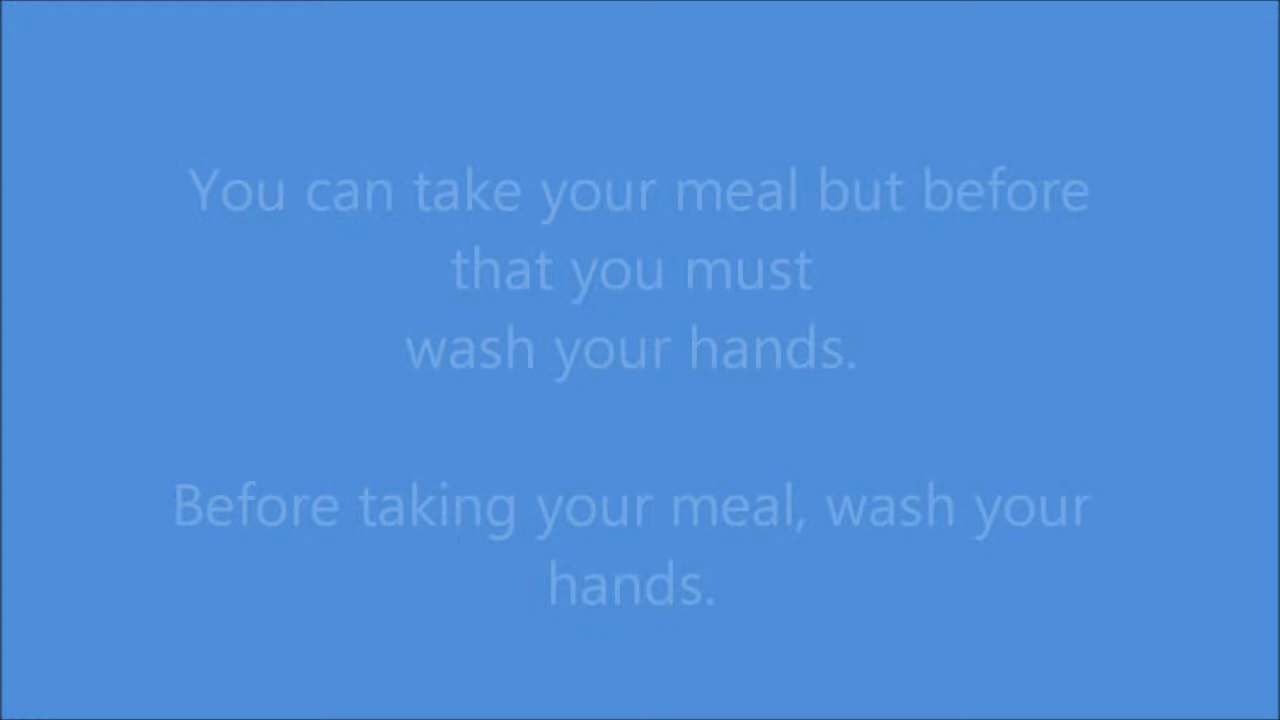 You can take your meal but before
that you must
wash your hands.
Before taking your meal, wash your
hands.